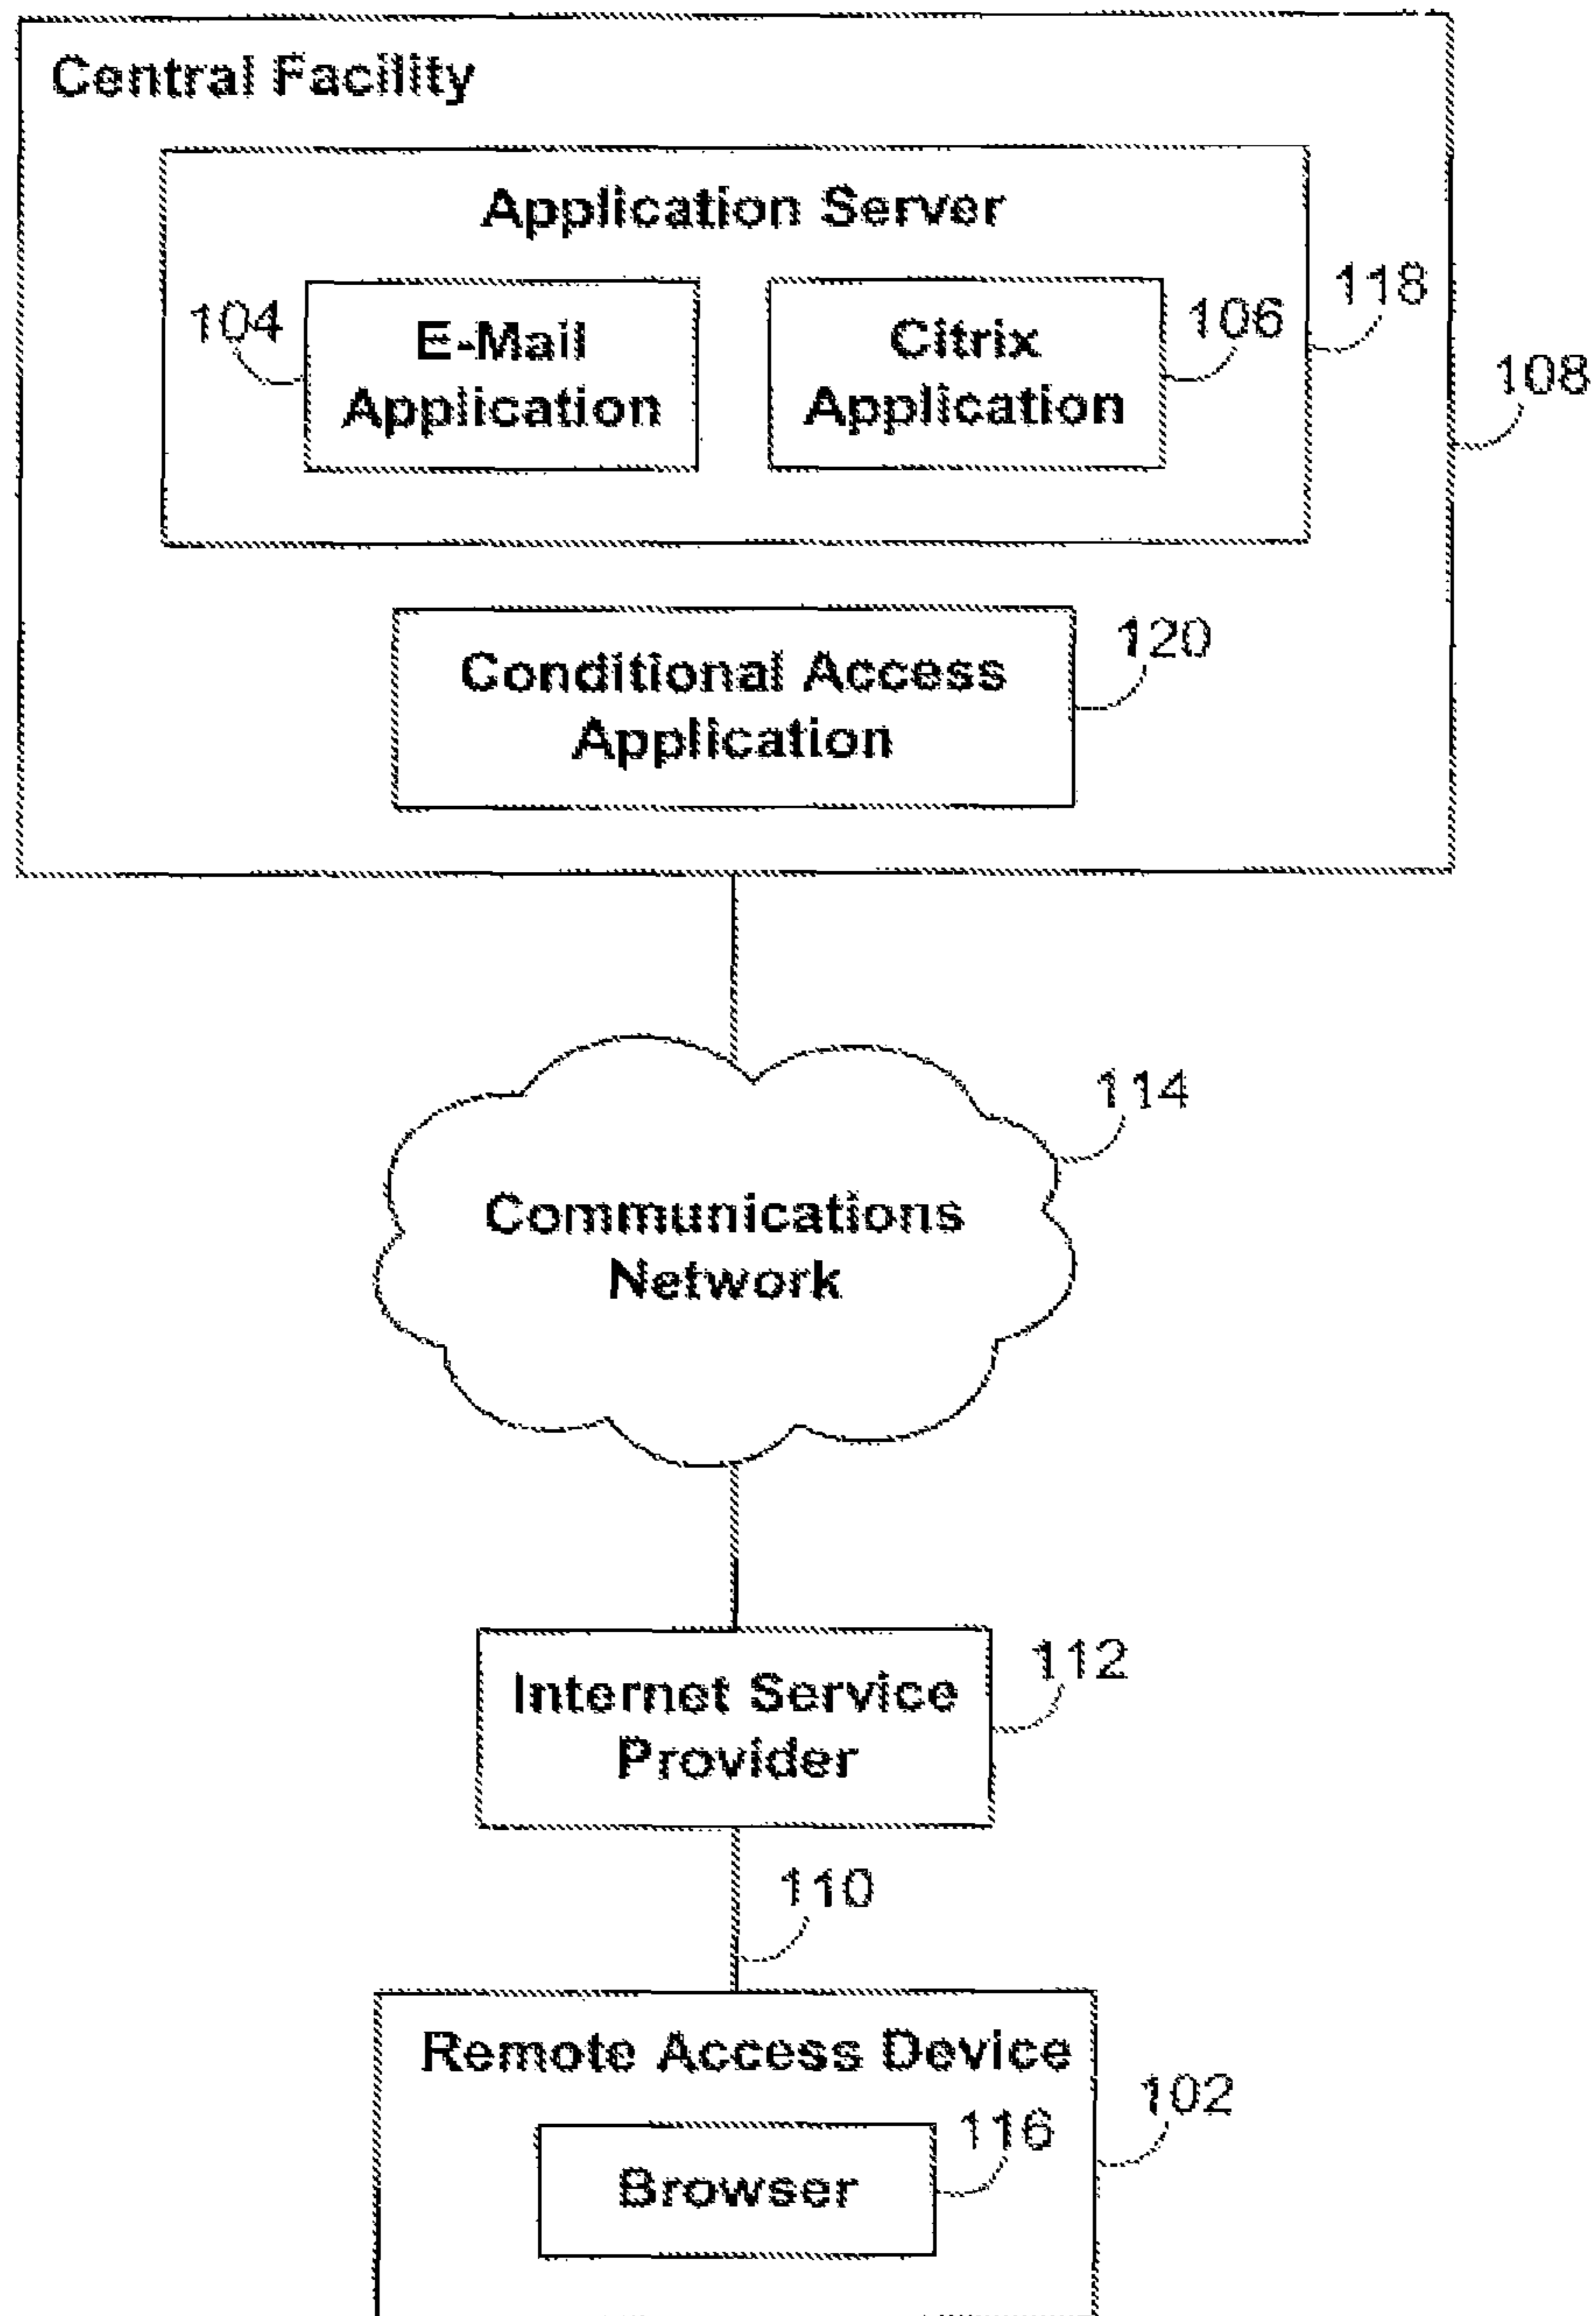 Central Facility
Application Server
104
E-Mail
Application
Citrix
Application
106
118
108
Conditional Access
Application
120
114
Communications
Network
Internet Service
Provider
112
110
Remote Access Device
102
116
Browser